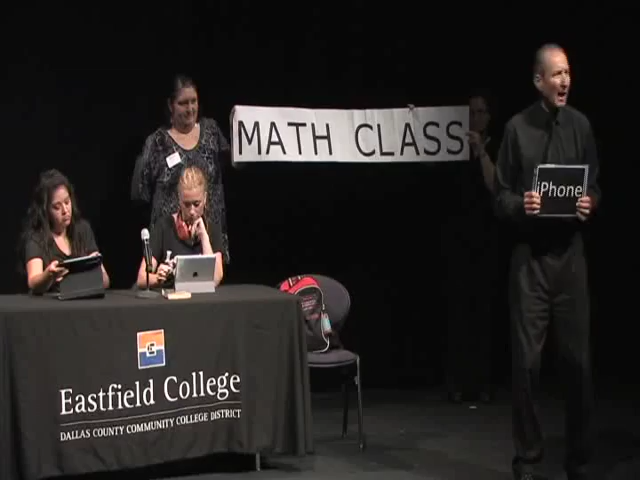 MATH CLASS
iPhone
Eastfield College
DALLAS COUNTY COMMUNITY COLLEGE DISTRICT